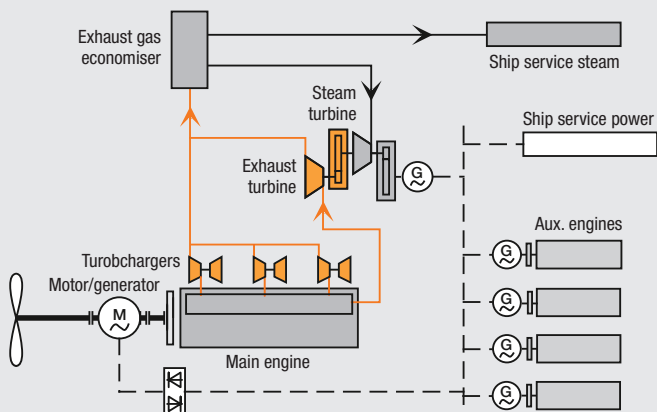 Exhaust gas
economiser
Ship service steam
Steam
turbine
Ship service power
Exhaust
turbine
G
Aux. engines
Turobchargers
Motor/generator
G
M
Main engine
G
G
G